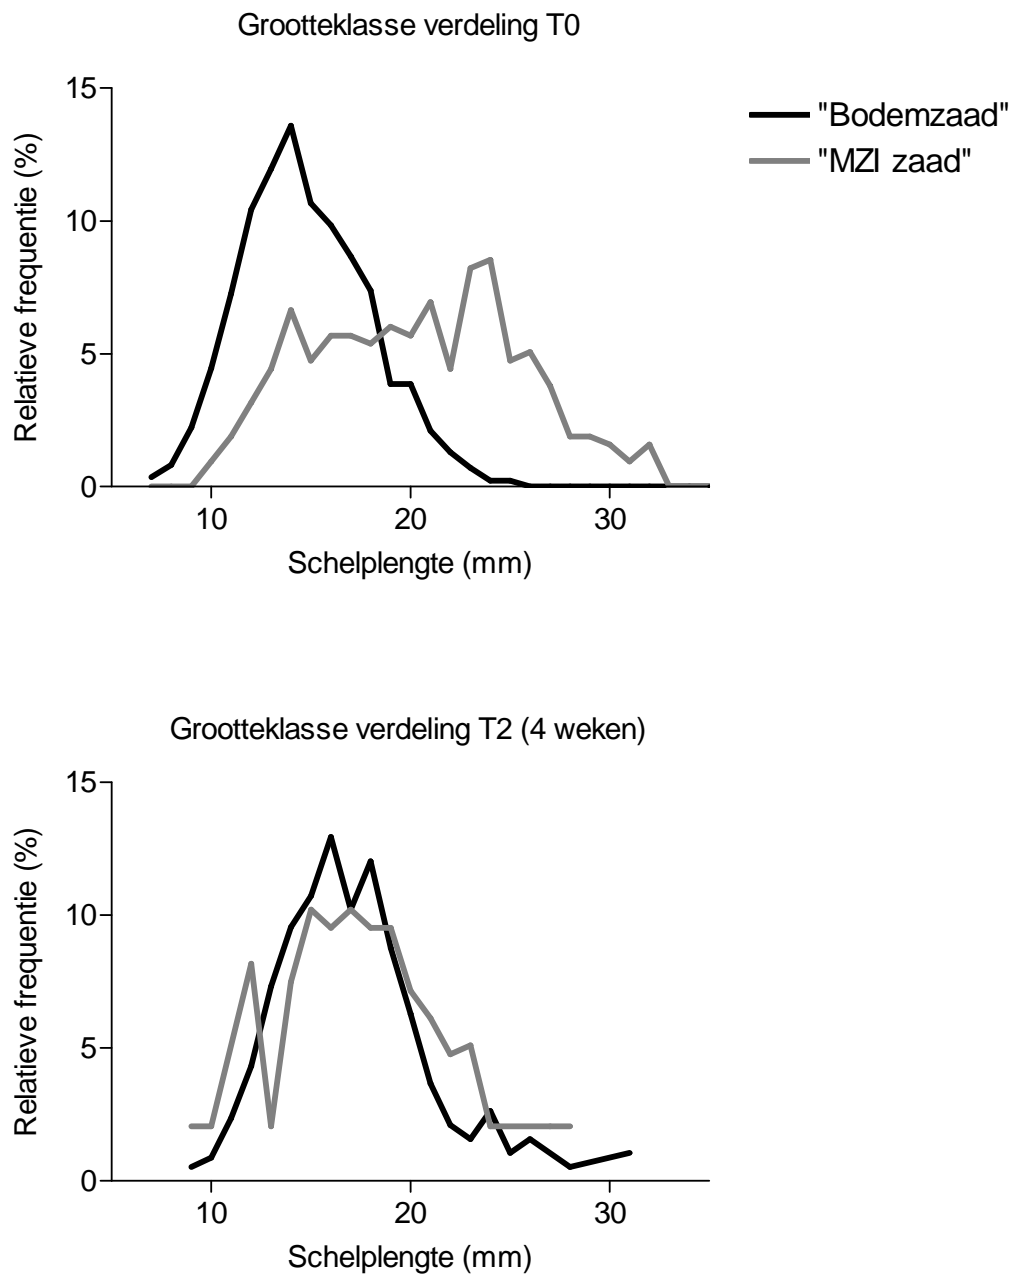 Grootteklasse verdeling T0
15
10
5
0
Relatieve frequentie (%)
10 20 30
Schelplengte (mm)
"Bodemzaad"
"MZI zaad"
Grootteklasse verdeling T2 (4 weken)
15
10
5
0
Relatieve frequentie (%)
10 20 30
Schelplengte (mm)